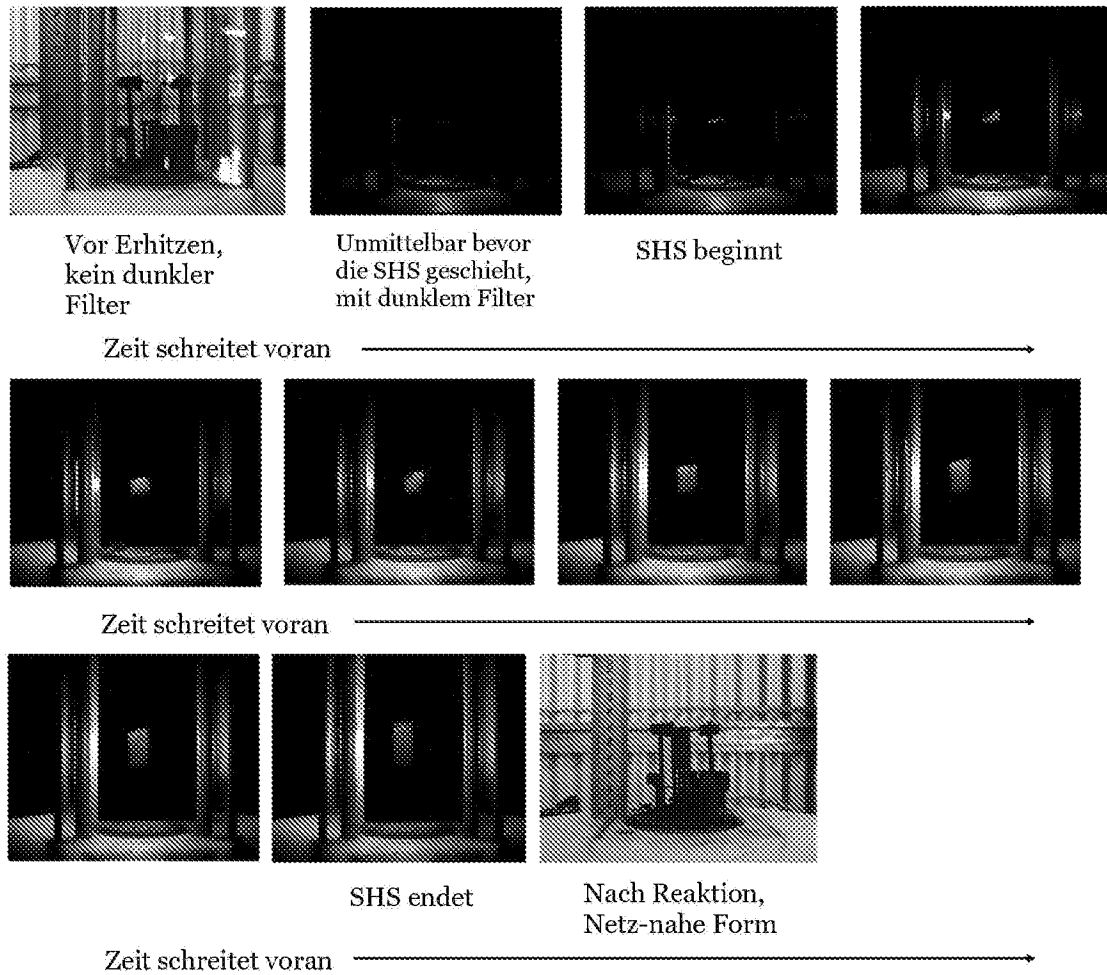 Vor Erhitzen,
kein dunkler
Filter
Unmittelbar bevor
die SHS geschieht,
mit dunklem Filter
SHS beginnt
Zeit schreitet voran
Zeit schreitet voran
SHS endet
Nach Reaktion,
Netz-nahe Form
Zeit schreitet voran